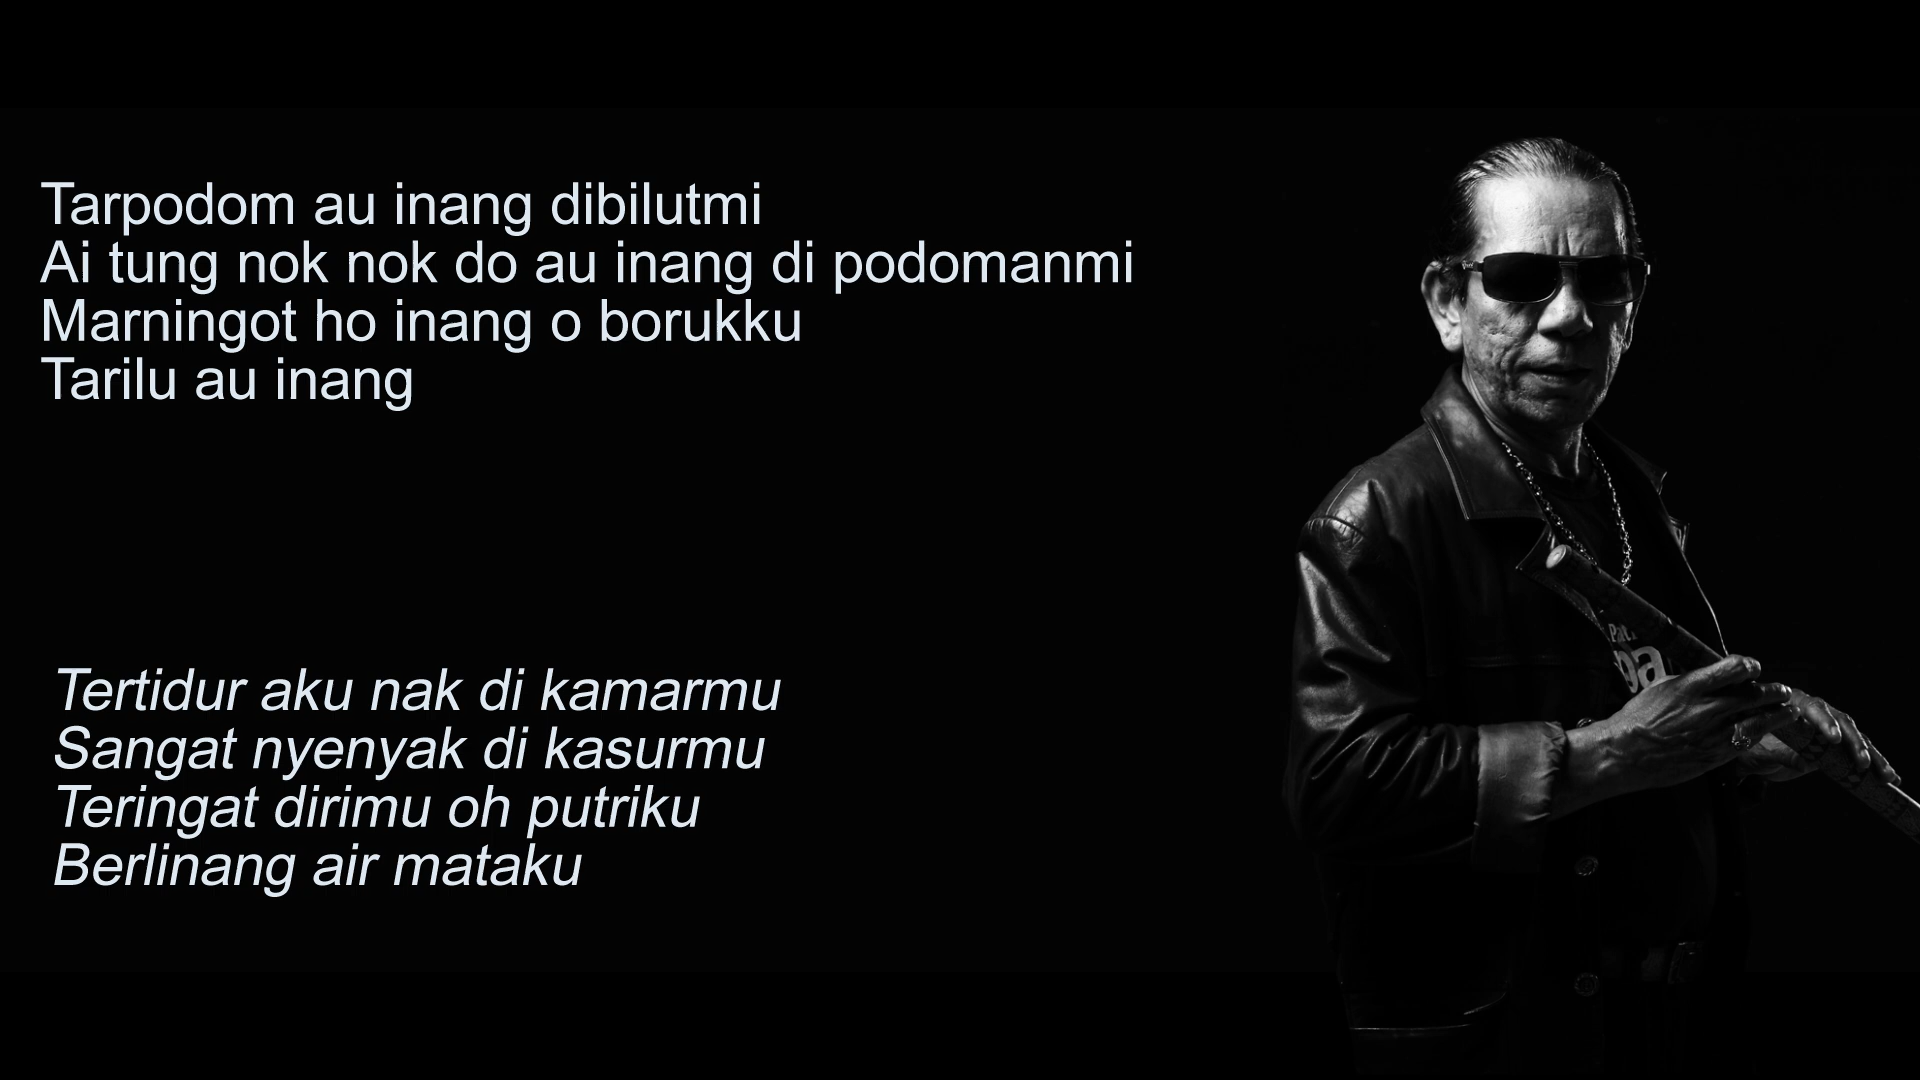 Tarpodom au inang dibilutmi
Ai tung nok nok do au inang di podomanmi
Marningot ho inang o borukku
Tarilu au inang
Tertidur aku nak di kamarmu
Sangat nyenyak di kasurmu
Teringat dirimu oh putriku
Berlinang air mataku